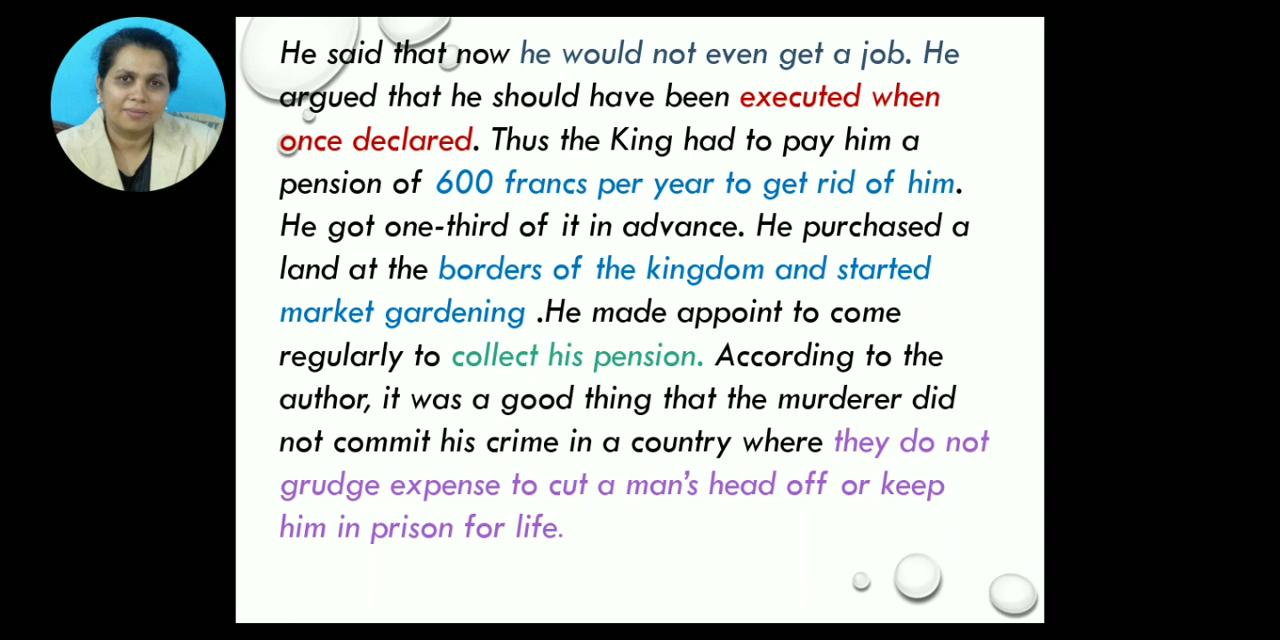 He said that now he would not even get a job. He
argued that he should have been executed when
once declared. Thus the King had to pay him a
pension of 600 francs per year to get rid of him.
He got one-third of it in advance. He purchased a
land at the borders of the kingdom and started
market gardening .He made appoint to come
regularly to collect his pension. According to the
author, it was a good thing that the murderer did
not commit his crime in a country where they do not
grudge expense to cut a man's head off or keep
him in prison for life.